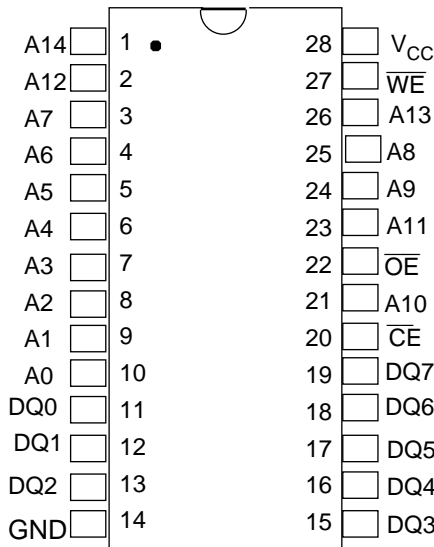 A14 1 28 VCC
A12 2 27 WE
A7 3 26 A13
A6 4 25 A8
A5 5 24 A9
A4 6 23 A11
A3 7 22 OE
A2 8 21 A10
A1 9 20 CE
A0 10 19 DQ7
DQ0 11 18 DQ6
DQ1 12 17 DQ5
DQ2 13 16 DQ4
GND 14 15 DQ3